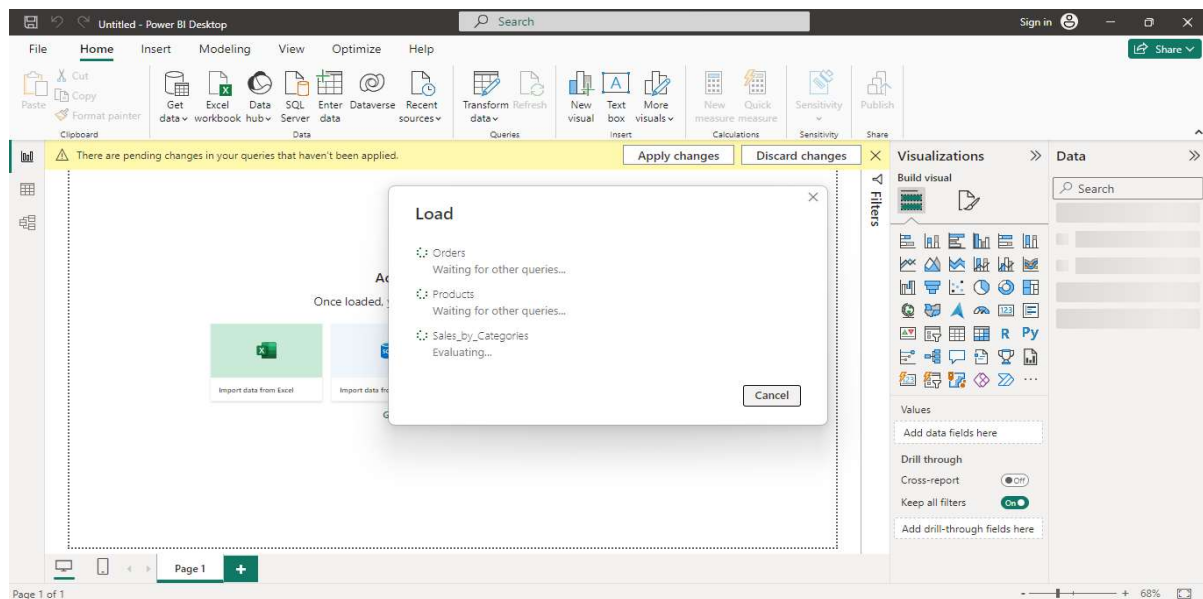 Untitled - Power BI Desktop
Search
Sign in
File Home Insert Modeling View Optimize Help
Share
Paste
Cut
Copy
Format painter
Clipboard
Get data
Excel workbook
Data hub
SQL Server
Enter data
Dataverse
Recent sources
Data
Transform data
Refresh
Queries
New visual
Text box
More visuals
Insert
New measure
Quick measure
Calculations
Sensitivity
Sensitivity
Publish
Share
There are pending changes in your queries that haven't been applied.
Apply changes
Discard changes
Load
Orders
Waiting for other queries...
Products
Waiting for other queries...
Sales_by_Categories
Evaluating...
Cancel
Once loaded,
Import data from Excel
Import data
Filters
Visualizations
Build visual
123
R Py
Values
Add data fields here
Drill through
Cross-report
Off
Keep all filters
On
Add drill-through fields here
Data
Search
Page 1
Page 1 of 1
68%